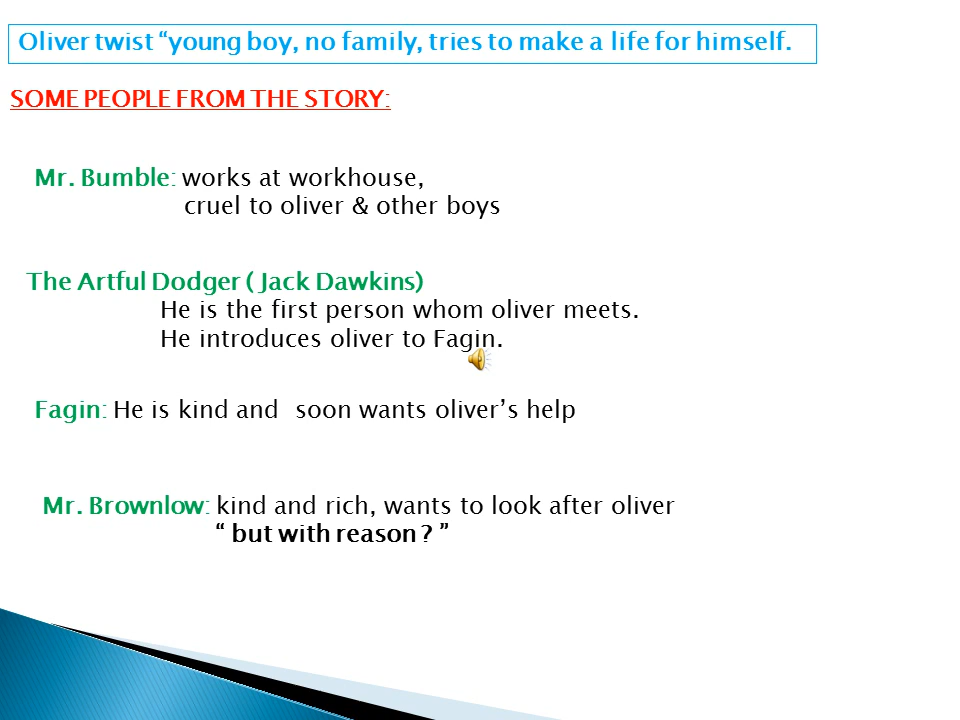 Oliver twist “young boy, no family, tries to make a life for himself.
SOME PEOPLE FROM THE STORY:
Mr. Bumble: works at workhouse,
cruel to oliver & other boys
The Artful Dodger ( Jack Dawkins)
He is the first person whom oliver meets.
He introduces oliver to Fagin.
Fagin: He is kind and  soon wants oliver’s help
Mr. Brownlow: kind and rich, wants to look after oliver
“ but with reason ? ”